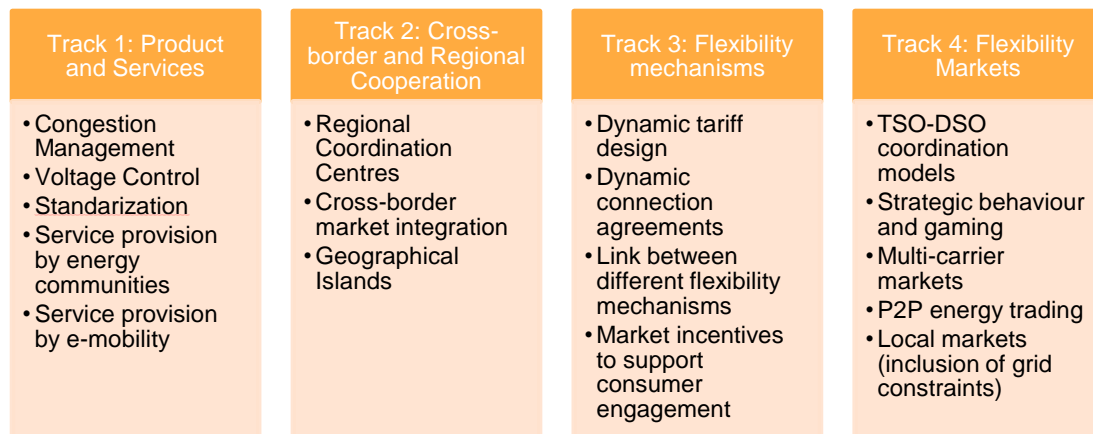 Track 1: Product
and Services
• Congestion
Management
• Voltage Control
• Standarization
• Service provision
by energy
communities
• Service provision
by e-mobility
Track 2: Cross-
border and Regional
Cooperation
• Regional
Coordination
Centres
• Cross-border
market integration
• Geographical
Islands
Track 3: Flexibility
mechanisms
• Dynamic tariff
design
• Dynamic
connection
agreements
• Link between
different flexibility
mechanisms
• Market incentives
to support
consumer
engagement
Track 4: Flexibility
Markets
• TSO-DSO
coordination
models
• Strategic behaviour
and gaming
• Multi-carrier
markets
• P2P energy trading
• Local markets
(inclusion of grid
constraints)